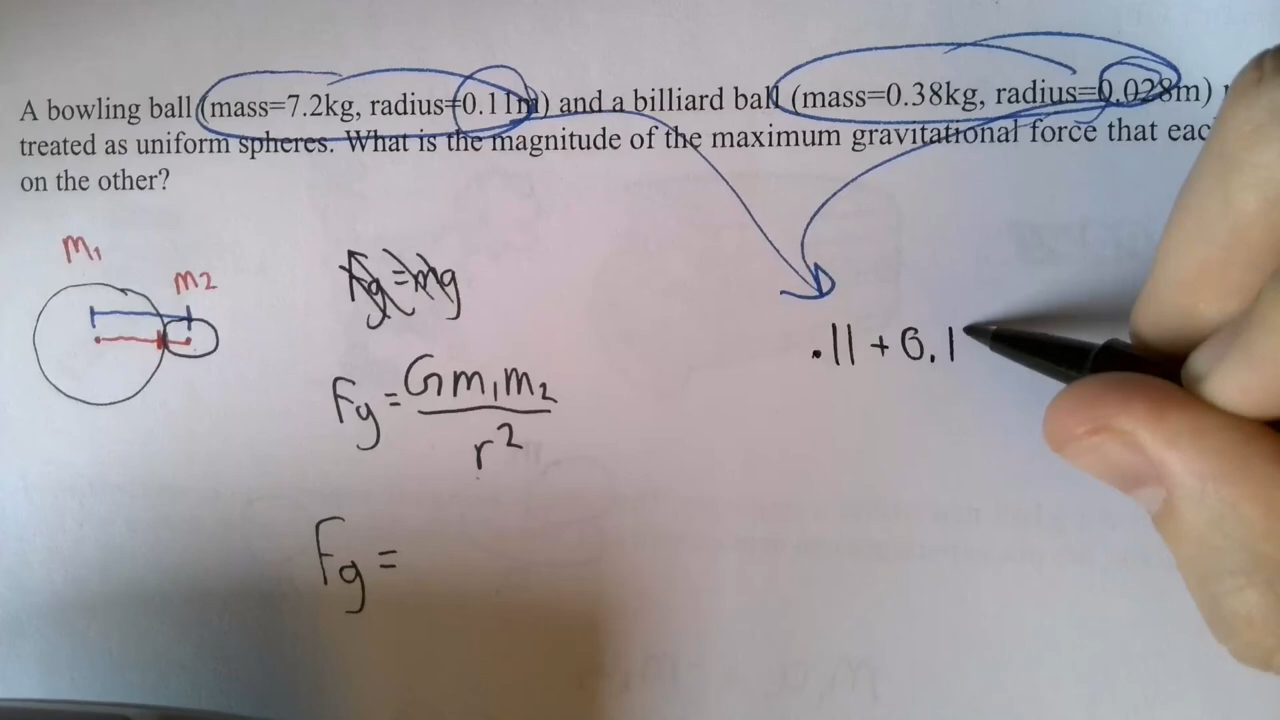 A bowling ball (mass=7.2kg, radius=0.11m) and a billiard ball (mass=0.38kg, radius=0.028m)
treated as uniform spheres. What is the magnitude of the maximum gravitational force that
on the other?
M1
M2
Fg=mg
Fg=Gm1m2
r2
.11+0.1
Fg=